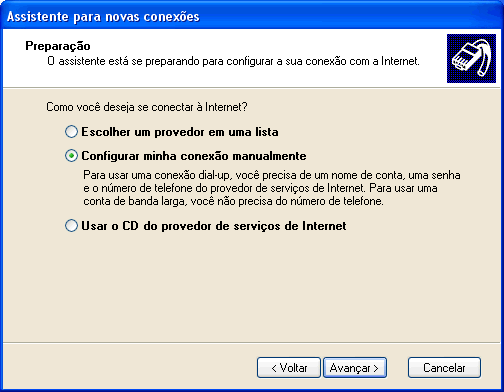 Assistente para novas conexões
Preparação
O assistente está se preparando para configurar a sua conexão com a Internet.
Como você deseja se conectar à Internet?
Escolher um provedor em uma lista
Configurar minha conexão manualmente
Para usar uma conexão dial-up, você precisa de um nome de conta, uma senha
e o número de telefone do provedor de serviços de Internet. Para usar uma
conta de banda larga, você não precisa do número de telefone.
Usar o CD do provedor de serviços de Internet
< Voltar
Avançar >
Cancelar